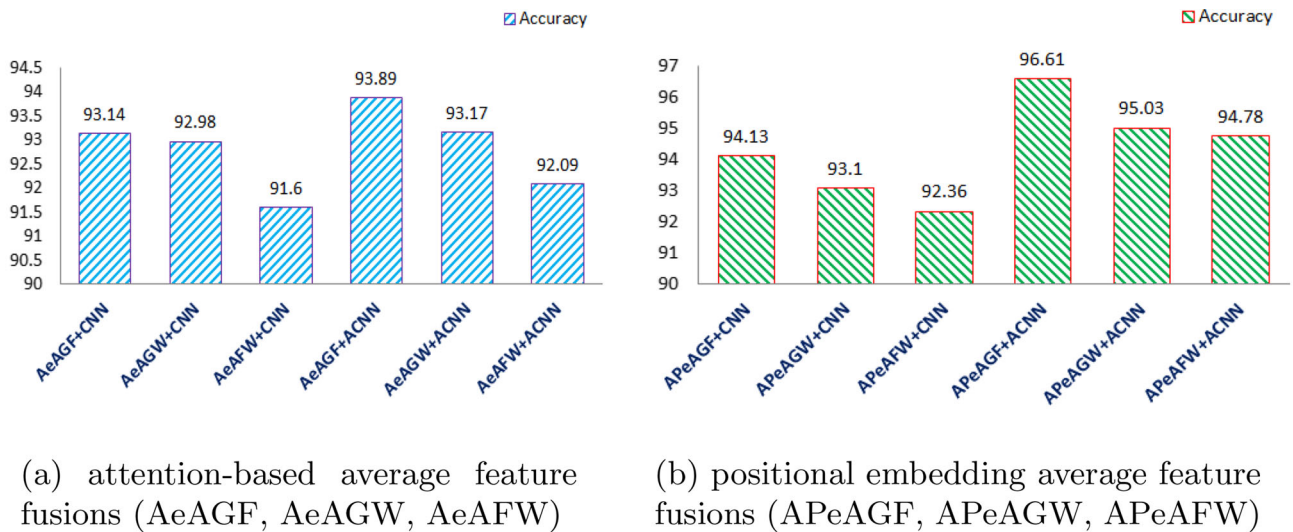 Accuracy
94.5
94
93.5
93
92.5
92
91.5
91
90.5
90
93.14
92.98
91.6
93.89
93.17
92.09
AeAGF+CNN
AeAGW+CNN
AeAFW+CNN
AeAGF+ACNN
AeAGW+ACNN
AeAFW+ACNN
(a) attention-based average feature
fusions (AeAGF, AeAGW, AeAFW)
Accuracy
97
96
95
94
93
92
91
90
94.13
93.1
92.36
96.61
95.03
94.78
APeAGF+CNN
APeAGW+CNN
APeAFW+CNN
APeAGF+ACNN
APeAGW+ACNN
APeAFW+ACNN
(b) positional embedding average feature
fusions (APeAGF, APeAGW, APeAFW)